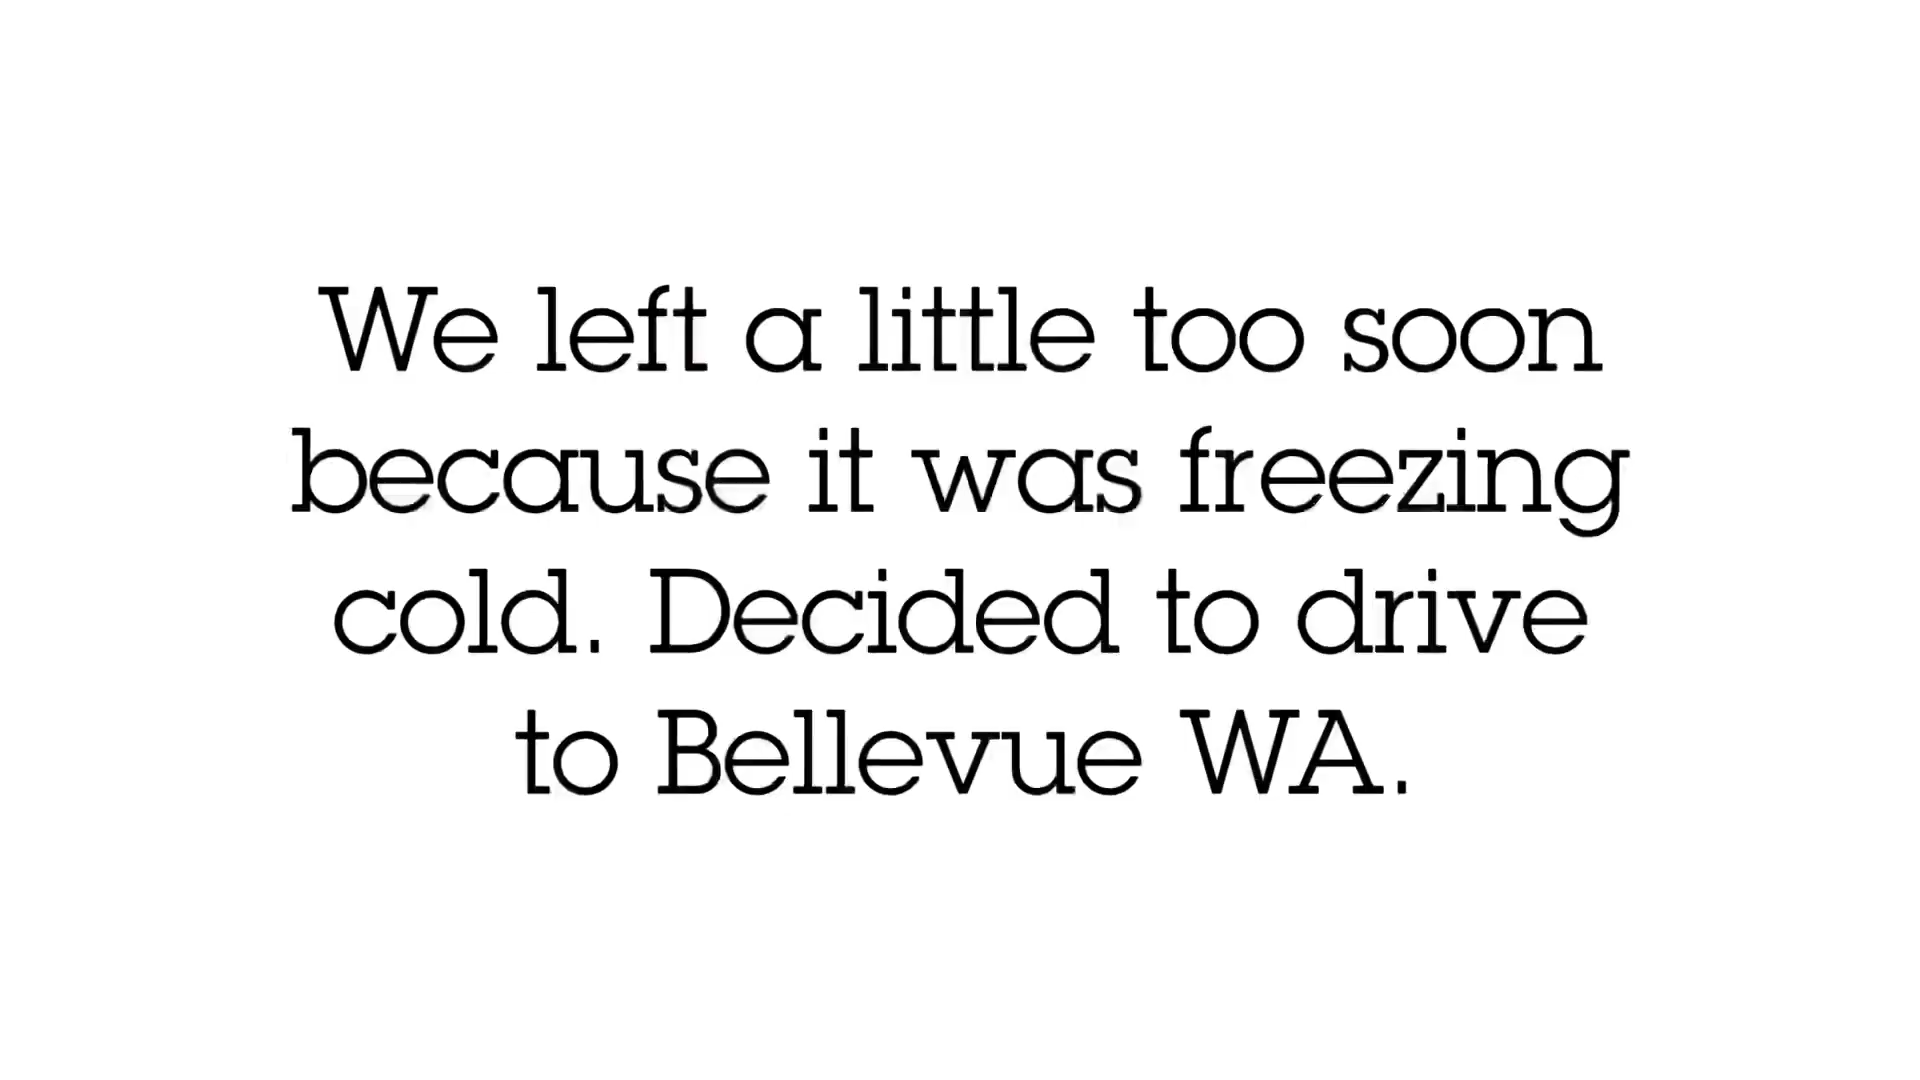 We left a little too soon
because it was freezing
cold. Decided to drive
to Bellevue WA.